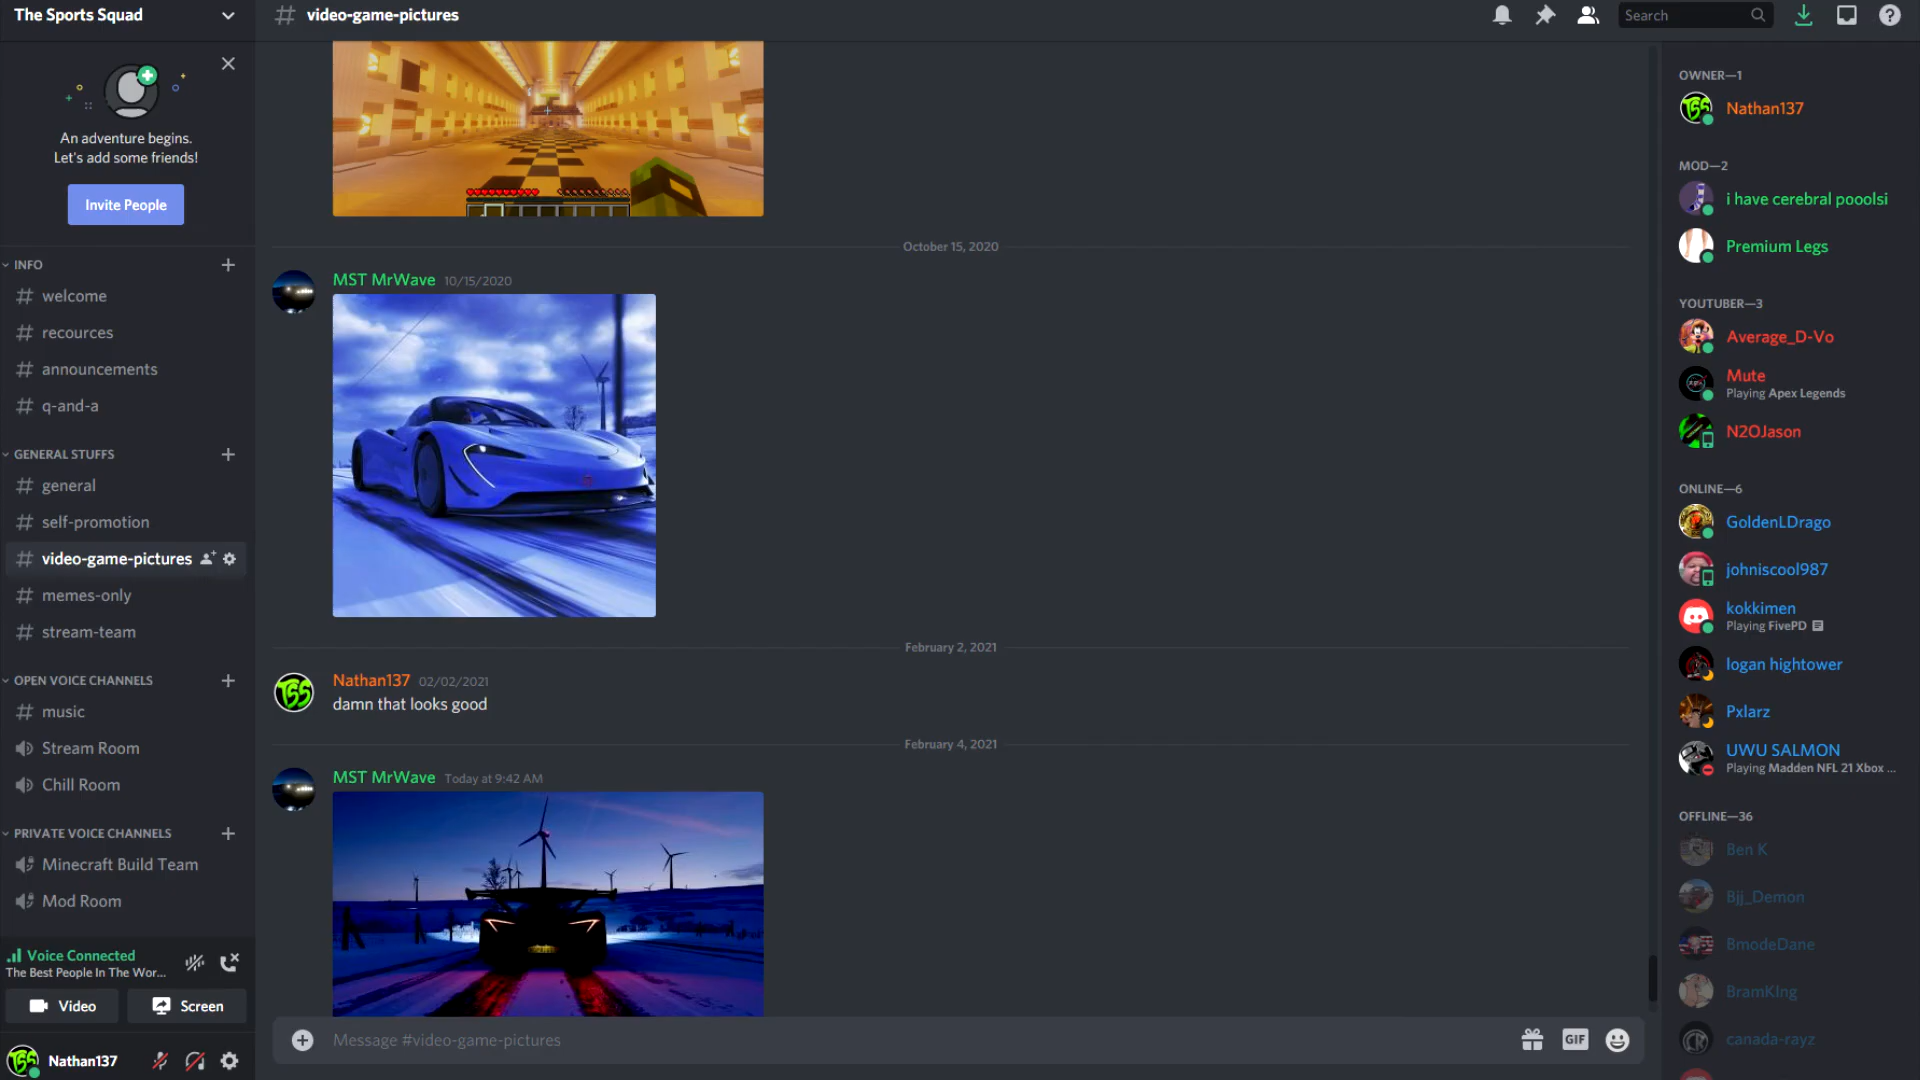 The Sports Squad
An adventure begins.
Let's add some friends!
Invite People
INFO
welcome
recources
announcements
q-and-a
GENERAL STUFFS
general
self-promotion
video-game-pictures
memes-only
stream-team
OPEN VOICE CHANNELS
music
Stream Room
Chill Room
PRIVATE VOICE CHANNELS
Minecraft Build Team
Mod Room
Voice Connected
The Best People In The Wor...
Video Screen
Nathan137
# video-game-pictures
Search
October 15, 2020
MST MrWave 10/15/2020
February 2, 2021
Nathan137 02/02/2021
damn that looks good
February 4, 2021
MST MrWave Today at 9:42 AM
Message #video-game-pictures
GIF
OWNER—1
Nathan137
MOD—2
i have cerebral pooolsi
Premium Legs
YOUTUBER—3
Average_D-Vo
Mute
Playing Apex Legends
N2OJason
ONLINE—6
GoldenLDrago
johniscool987
kokkimen
Playing FivePD
logan hightower
Pxlarz
UWU SALMON
Playing Madden NFL 21 Xbox ...
OFFLINE—36
Ben K
Bjj_Demon
BmodeDane
BramKIng
canada-rayz